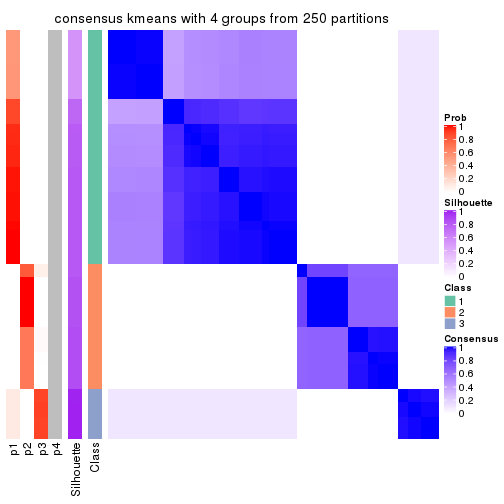 consensus kmeans with 4 groups from 250 partitions
Prob
1
0.8
0.6
0.4
0.2
0
Silhouette
1
0.8
0.6
0.4
0.2
0
Class
1
2
3
Consensus
1
0.8
0.6
0.4
0.2
0
p1
p2
p3
p4
Silhouette
Class